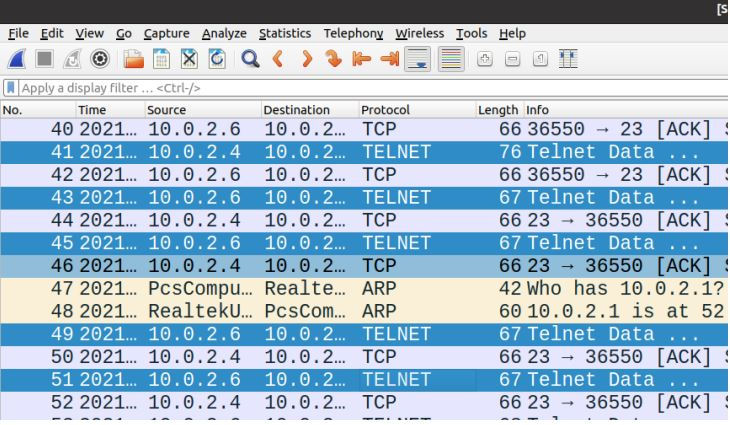 [S
File Edit View Go Capture Analyze Statistics Telephony Wireless Tools Help
Apply a display filter … <Ctrl-/>
No. Time Source Destination Protocol Length Info
40 2021… 10.0.2.6 10.0.2… TCP 66 36550 → 23 [ACK] S
41 2021… 10.0.2.4 10.0.2… TELNET 76 Telnet Data ...
42 2021… 10.0.2.6 10.0.2… TCP 66 36550 → 23 [ACK] S
43 2021… 10.0.2.6 10.0.2… TELNET 67 Telnet Data ...
44 2021… 10.0.2.4 10.0.2… TCP 66 23 → 36550 [ACK] S
45 2021… 10.0.2.6 10.0.2… TELNET 67 Telnet Data ...
46 2021… 10.0.2.4 10.0.2… TCP 66 23 → 36550 [ACK] S
47 2021… PcsCompu… Realte… ARP 42 Who has 10.0.2.1?
48 2021… RealtekU… PcsCom… ARP 60 10.0.2.1 is at 52
49 2021… 10.0.2.6 10.0.2… TELNET 67 Telnet Data ...
50 2021… 10.0.2.4 10.0.2… TCP 66 23 → 36550 [ACK] S
51 2021… 10.0.2.6 10.0.2… TELNET 67 Telnet Data ...
52 2021… 10.0.2.4 10.0.2… TCP 66 23 → 36550 [ACK] S